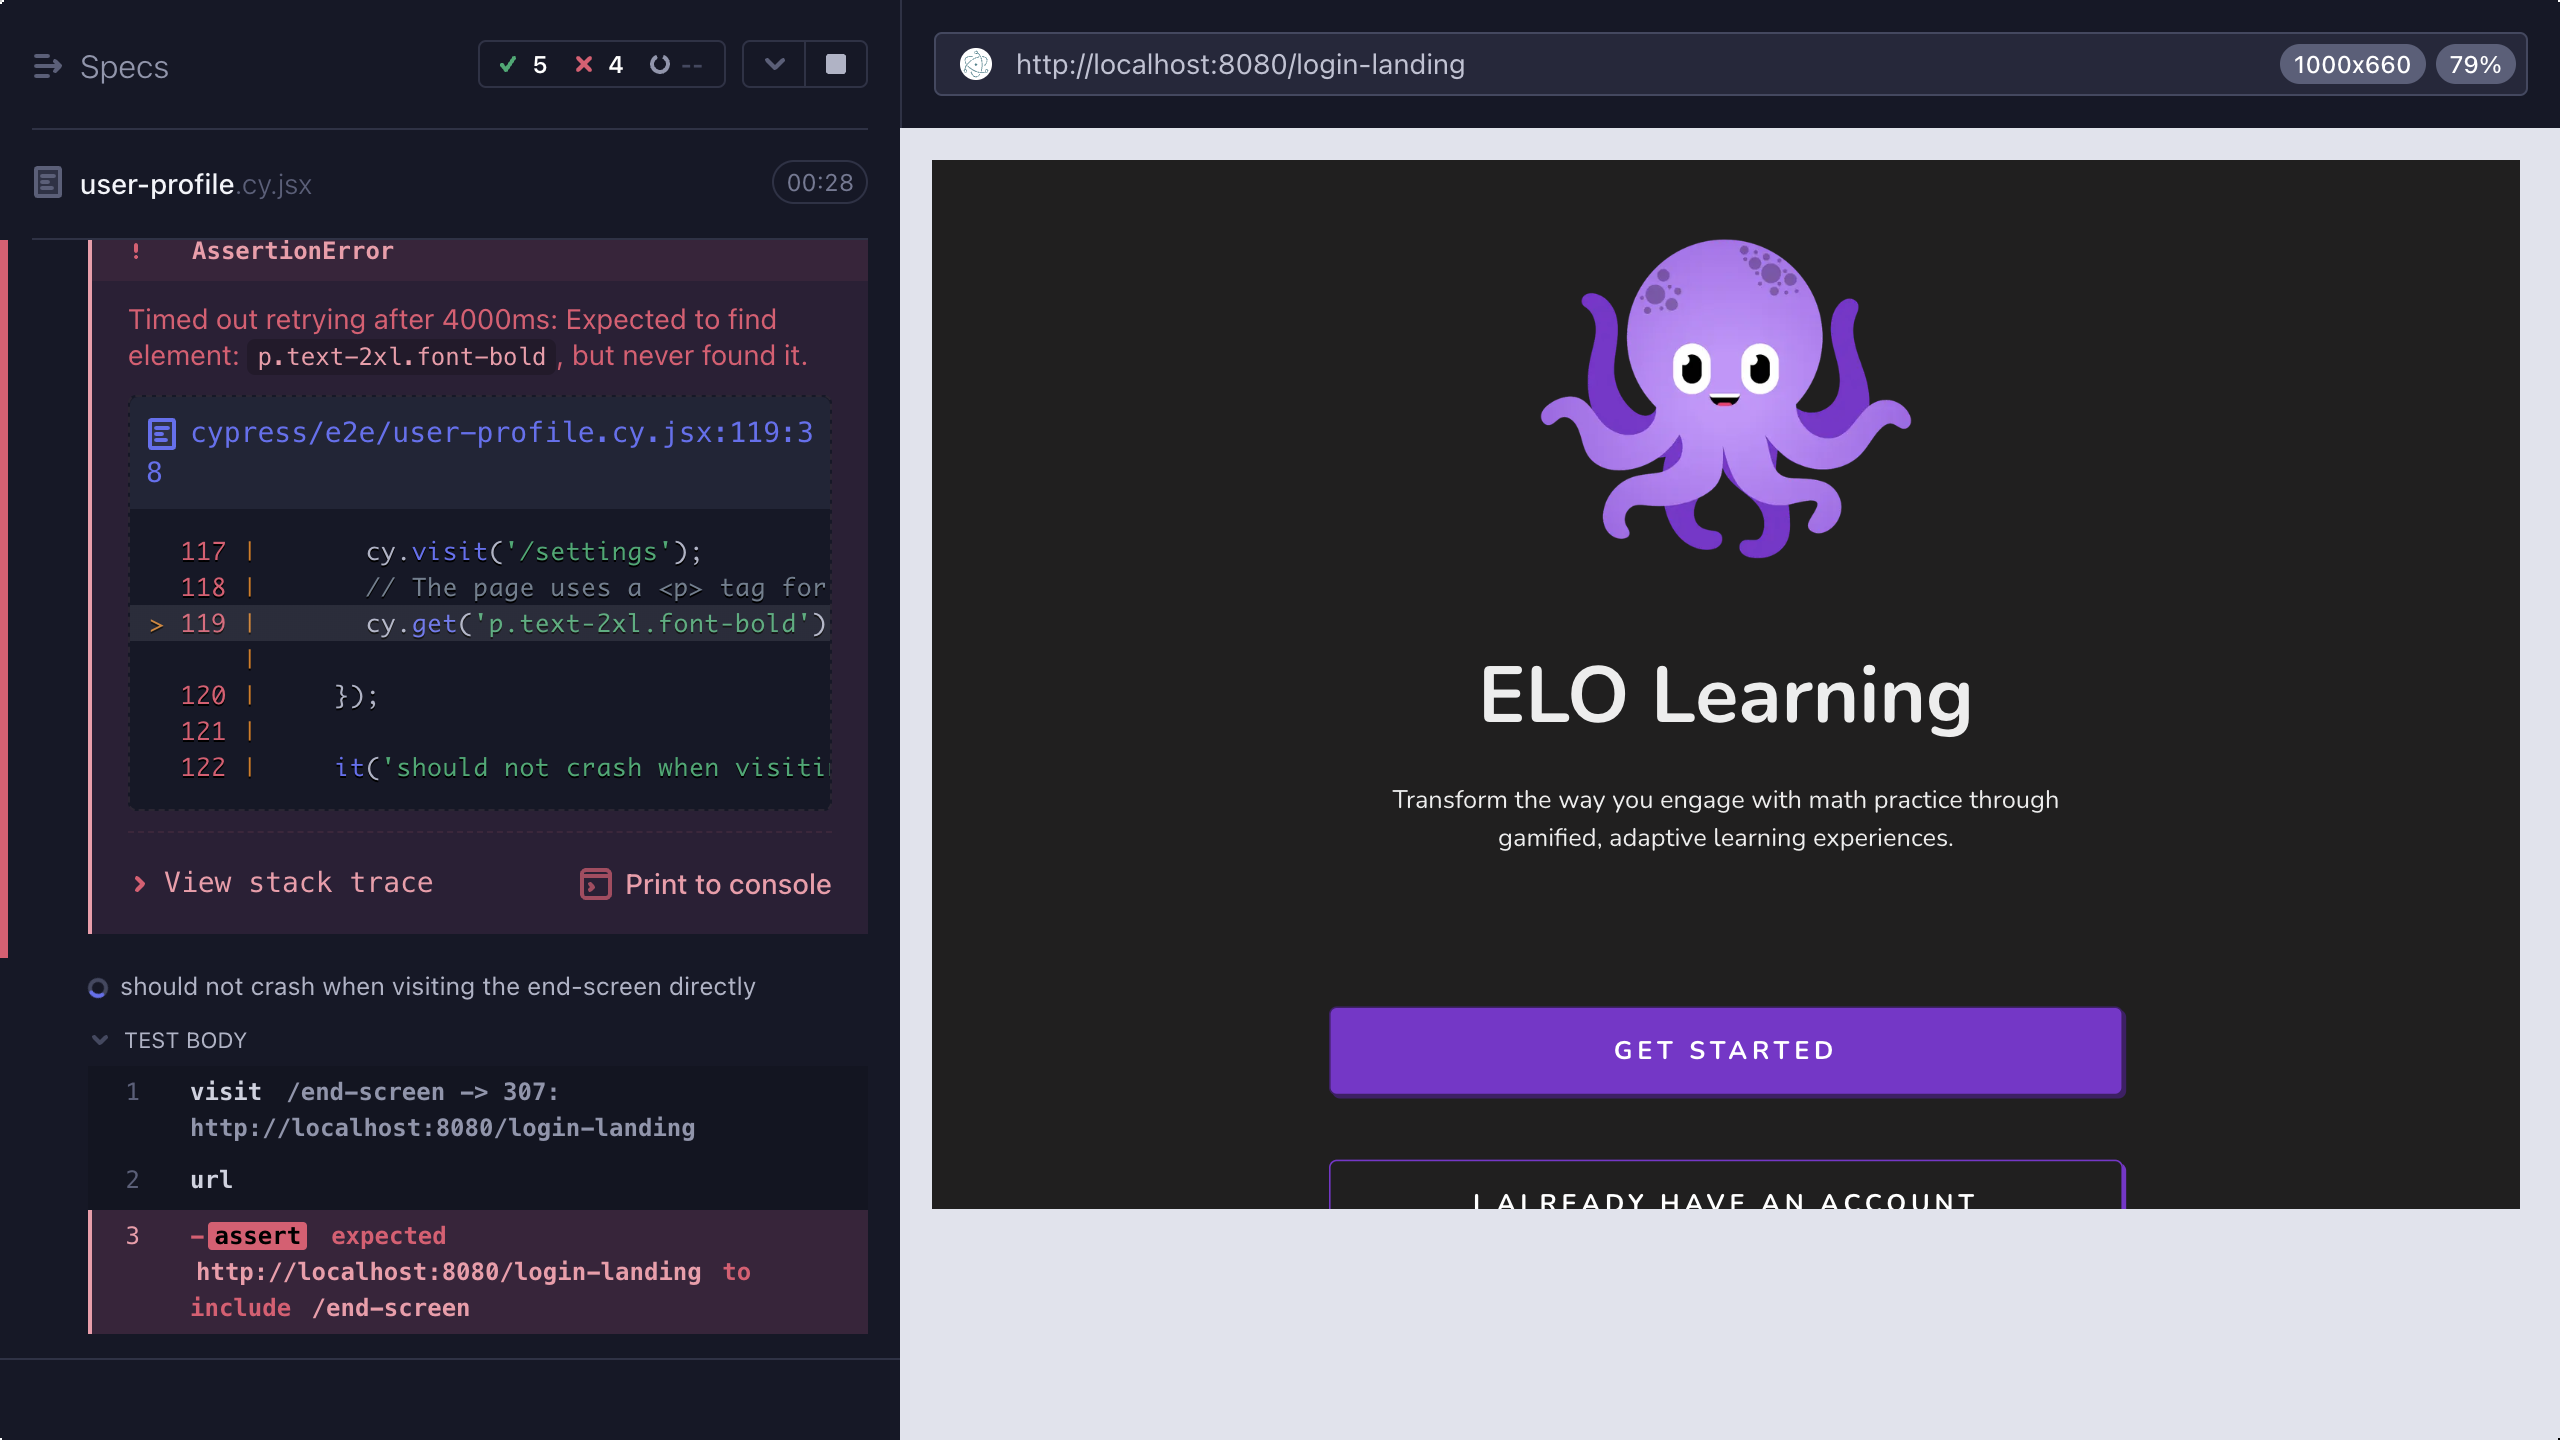 Specs
5 4 --
user-profile.cy.jsx
00:28
! AssertionError
Timed out retrying after 4000ms: Expected to find
element: p.text-2xl.font-bold, but never found it.
cypress/e2e/user-profile.cy.jsx:119:3
8
117 | cy.visit('/settings');
118 | // The page uses a <p> tag for
> 119 | cy.get('p.text-2xl.font-bold')
|
120 | });
121 |
122 | it('should not crash when visiti
View stack trace
Print to console
should not crash when visiting the end-screen directly
TEST BODY
1 visit /end-screen -> 307:
http://localhost:8080/login-landing
2 url
3 -assert expected
http://localhost:8080/login-landing to
include /end-screen
http://localhost:8080/login-landing
1000x660
79%
ELO Learning
Transform the way you engage with math practice through
gamified, adaptive learning experiences.
GET STARTED
I ALREADY HAVE AN ACCOUNT